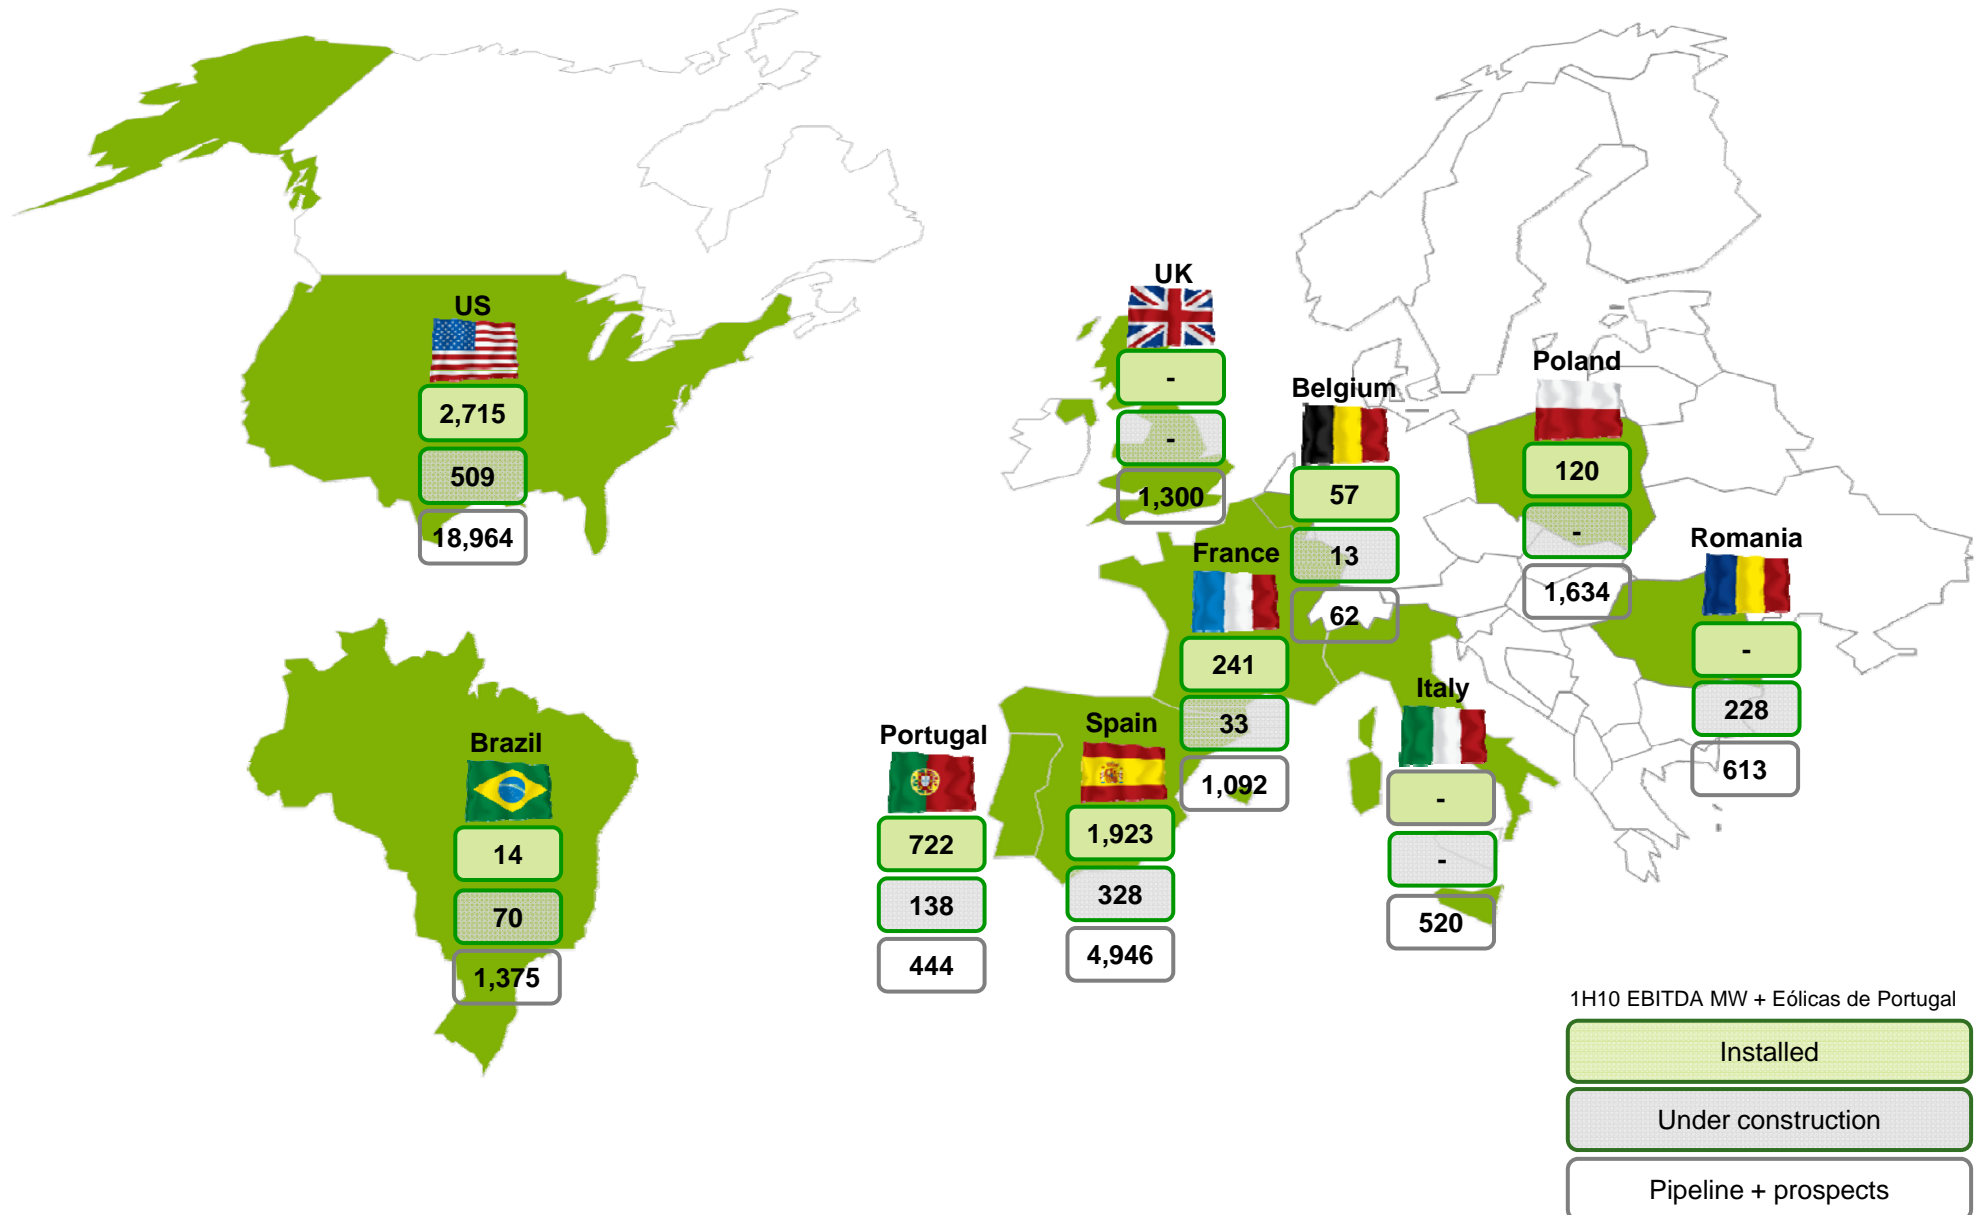 US
2,715
509
18,964
Brazil
14
70
1,375
UK
-
-
1,300
Belgium
57
13
62
Poland
120
-
1,634
France
241
33
1,092
Romania
-
228
613
Portugal
722
138
444
Spain
1,923
328
4,946
Italy
-
-
520
1H10 EBITDA MW + Eólicas de Portugal
Installed
Under construction
Pipeline + prospects